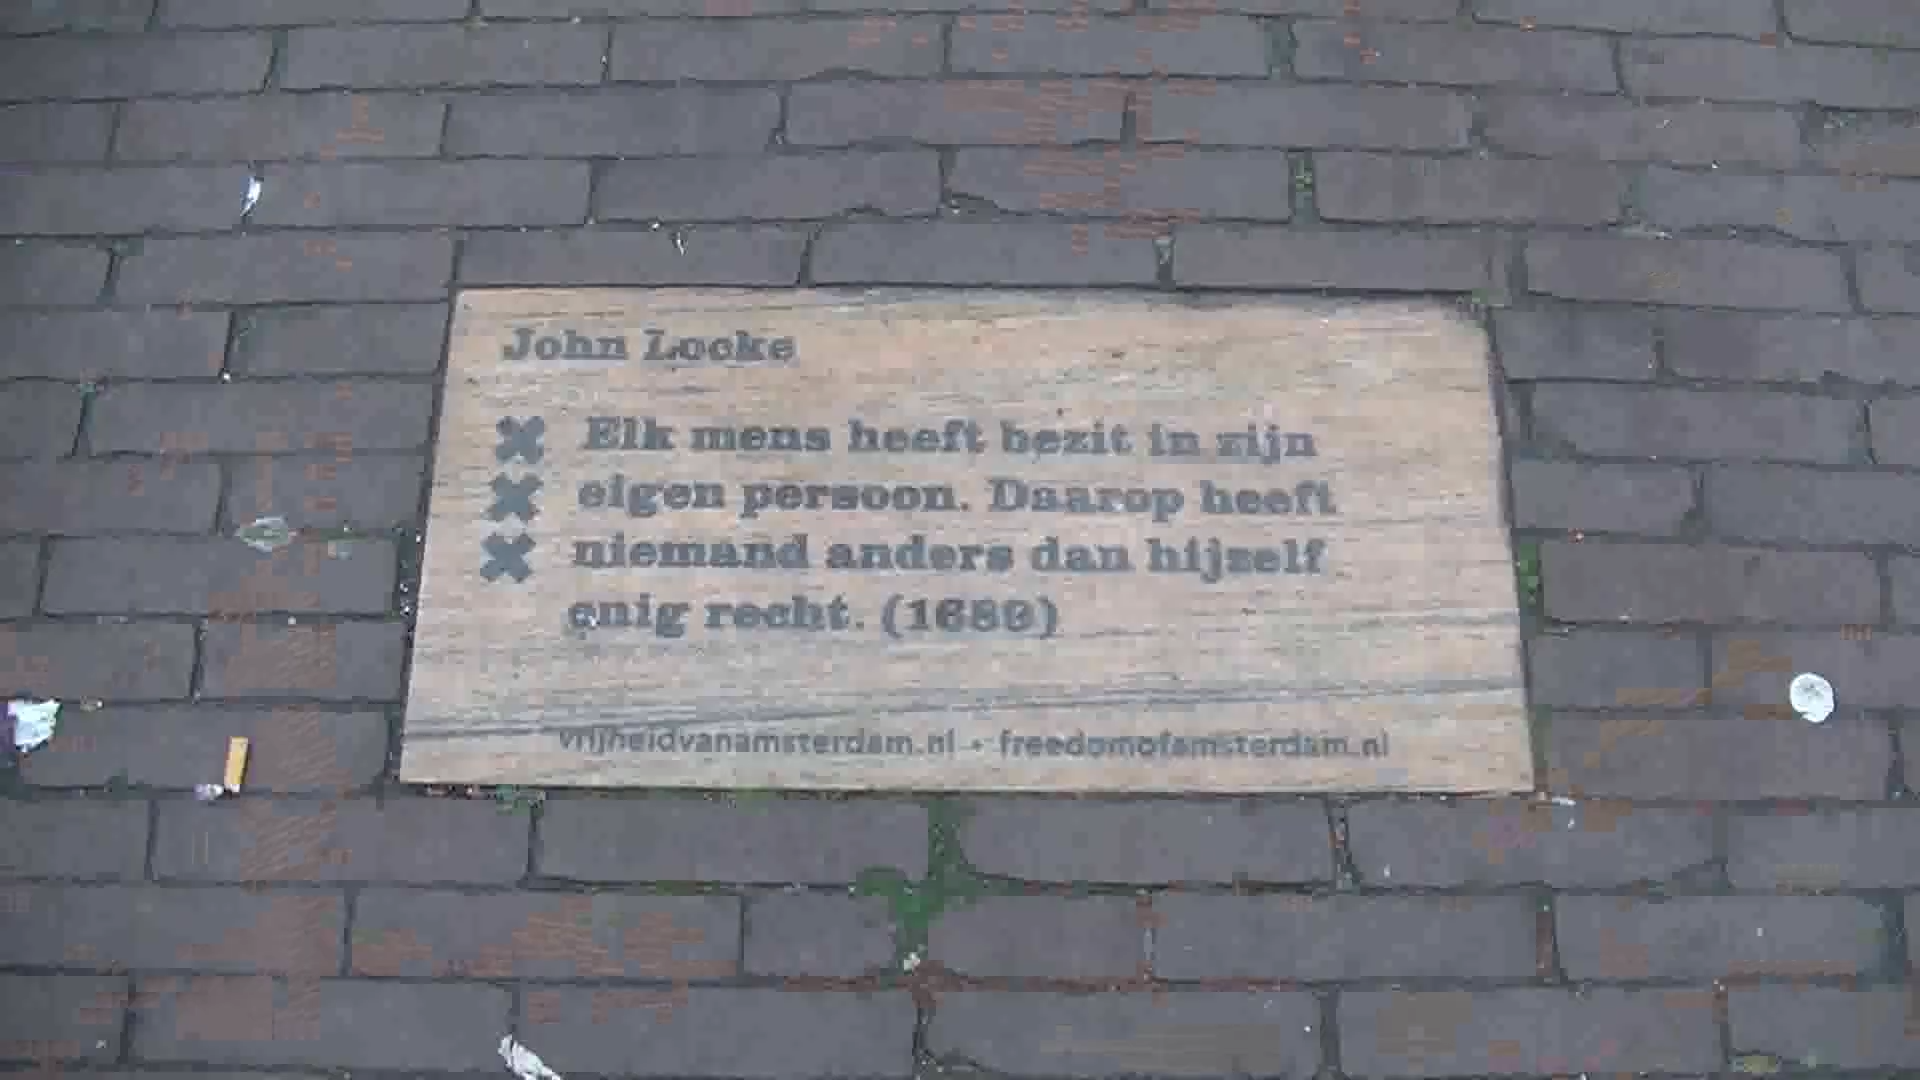 John Locke
Elk mens heeft bezit in zijn
eigen persoon. Daarop heeft
niemand anders dan hijzelf
enig recht. (1689)
vrijheidvanamsterdam.nl • freedomofamsterdam.nl